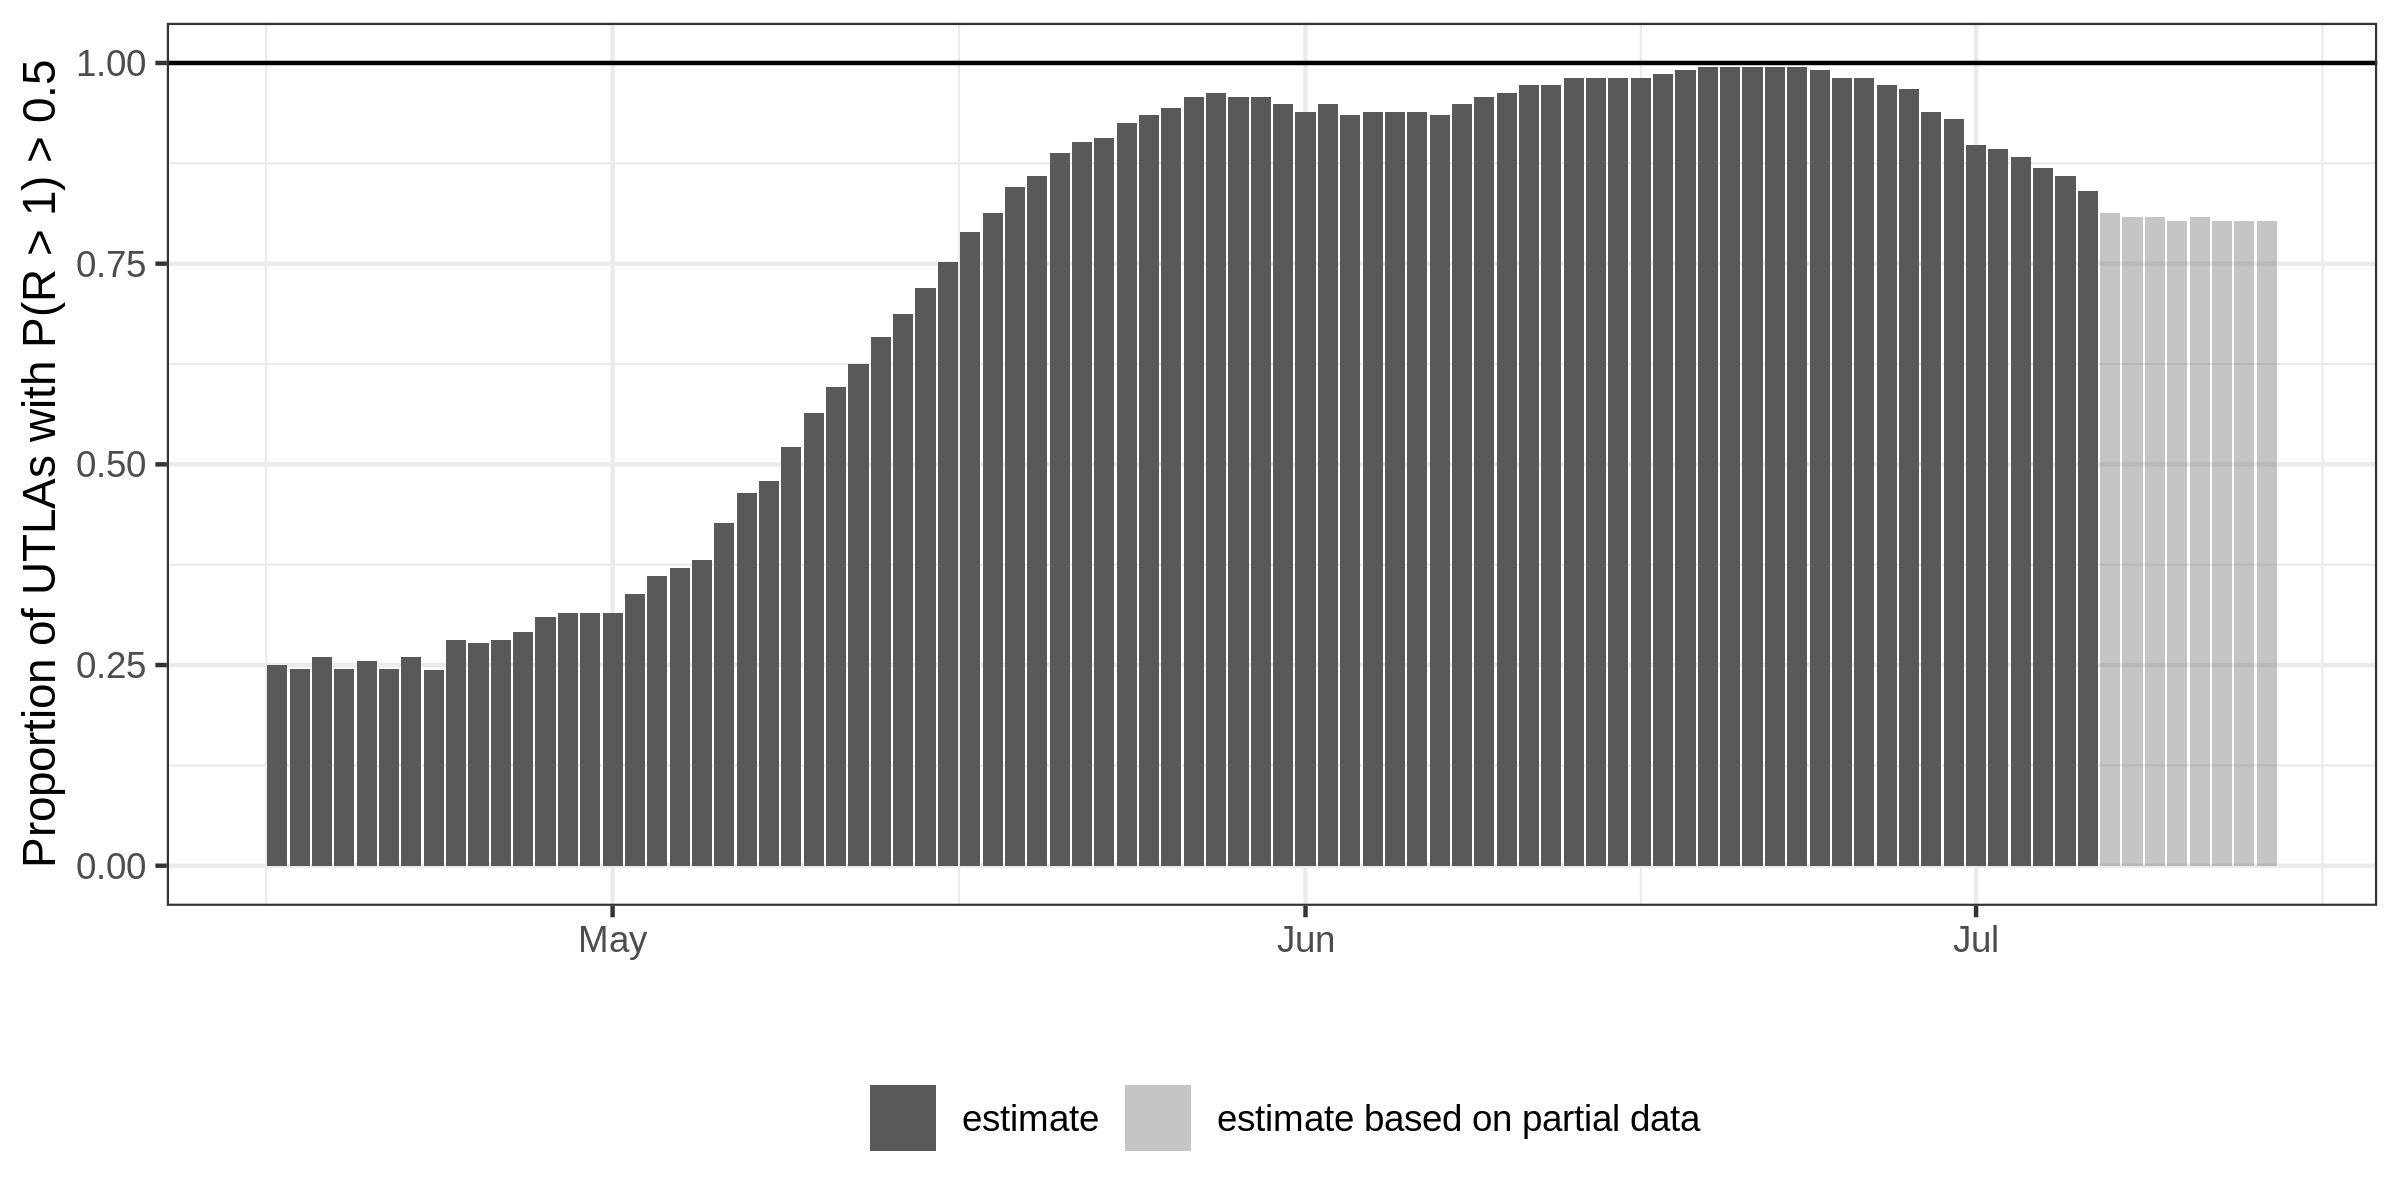 Proportion of UTLAs with P(R > 1) > 0.5
1.00
0.75
0.50
0.25
0.00
May Jun Jul
estimate estimate based on partial data